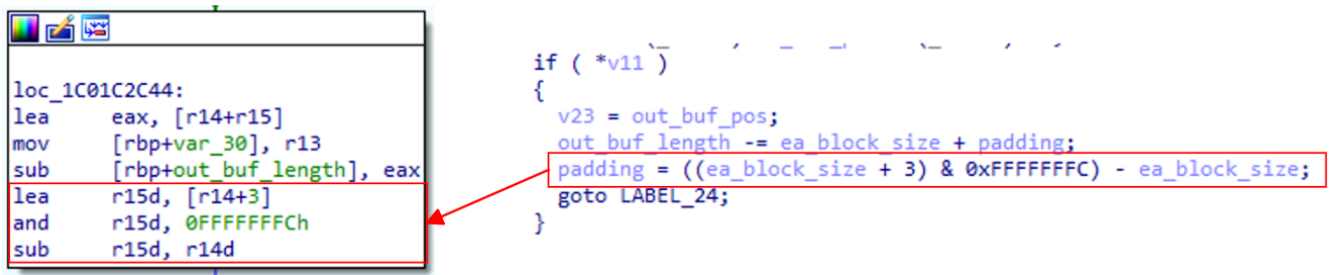 loc_1C01C2C44:
lea eax, [r14+r15]
mov [rbp+var_30], r13
sub [rbp+out_buf_length], eax
lea r15d, [r14+3]
and r15d, 0FFFFFFFCh
sub r15d, r14d
if ( *v11 )
{
v23 = out_buf_pos;
out_buf_length -= ea_block_size + padding;
padding = ((ea_block_size + 3) & 0xFFFFFFFC) - ea_block_size;
goto LABEL_24;
}